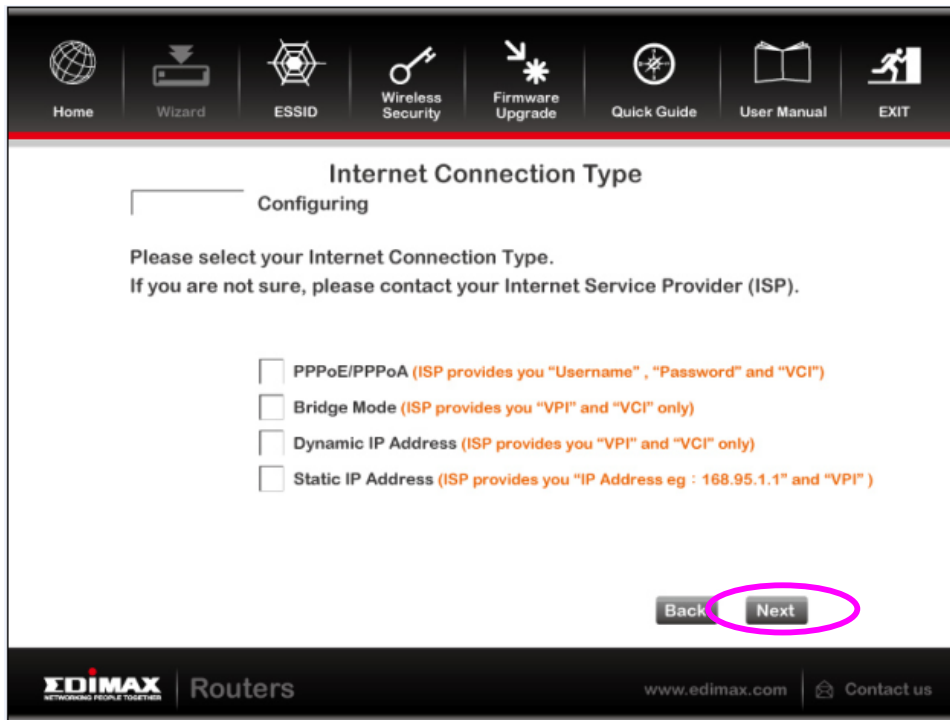 Home
Wizard
ESSID
Wireless
Security
Firmware
Upgrade
Quick Guide
User Manual
EXIT
Internet Connection Type
Configuring
Please select your Internet Connection Type.
If you are not sure, please contact your Internet Service Provider (ISP).
PPPoE/PPPoA (ISP provides you “Username” , “Password” and “VCI”)
Bridge Mode (ISP provides you “VPI” and “VCI” only)
Dynamic IP Address (ISP provides you “VPI” and “VCI” only)
Static IP Address (ISP provides you “IP Address eg : 168.95.1.1” and “VPI” )
Back
Next
EDIMAX
NETWORKING PEOPLE TOGETHER
Routers
www.edimax.com
Contact us